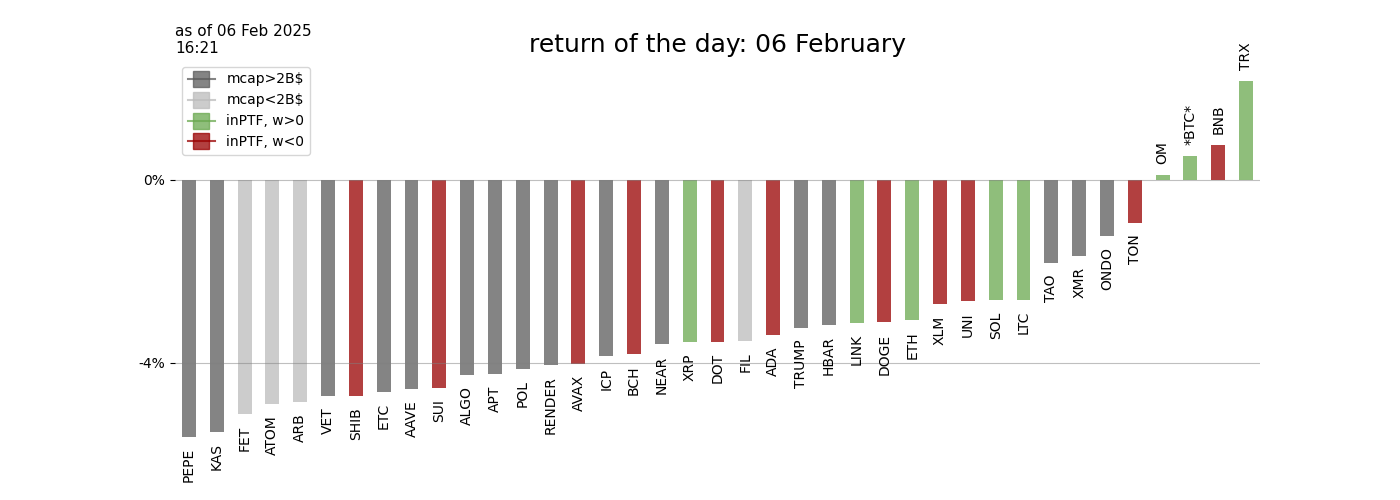 as of 06 Feb 2025
16:21
return of the day: 06 February
mcap>2B$
mcap<2B$
inPTF, w>0
inPTF, w<0
0%
-4%
PEPE
KAS
FET
ATOM
ARB
VET
SHIB
ETC
AAVE
SUI
ALGO
APT
POL
RENDER
AVAX
ICP
BCH
NEAR
XRP
DOT
FIL
ADA
TRUMP
HBAR
LINK
DOGE
ETH
XLM
UNI
SOL
LTC
TAO
XMR
ONDO
TON
OM
*BTC*
BNB
TRX